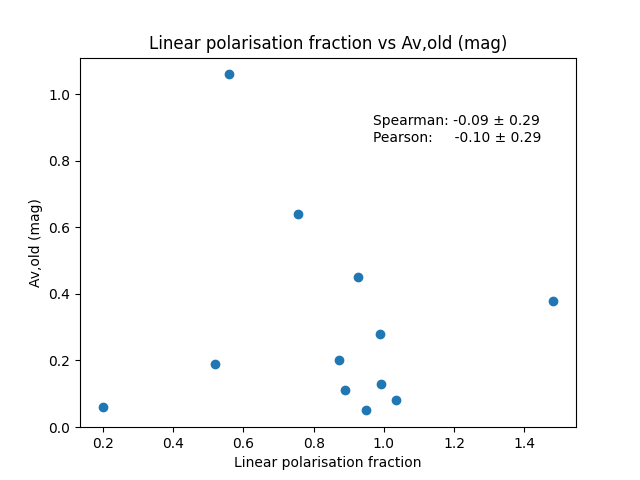 Linear polarisation fraction vs Av,old (mag)
Spearman: -0.09 ± 0.29
Pearson: -0.10 ± 0.29
Av,old (mag)
1.0
0.8
0.6
0.4
0.2
0.0
0.2 0.4 0.6 0.8 1.0 1.2 1.4
Linear polarisation fraction